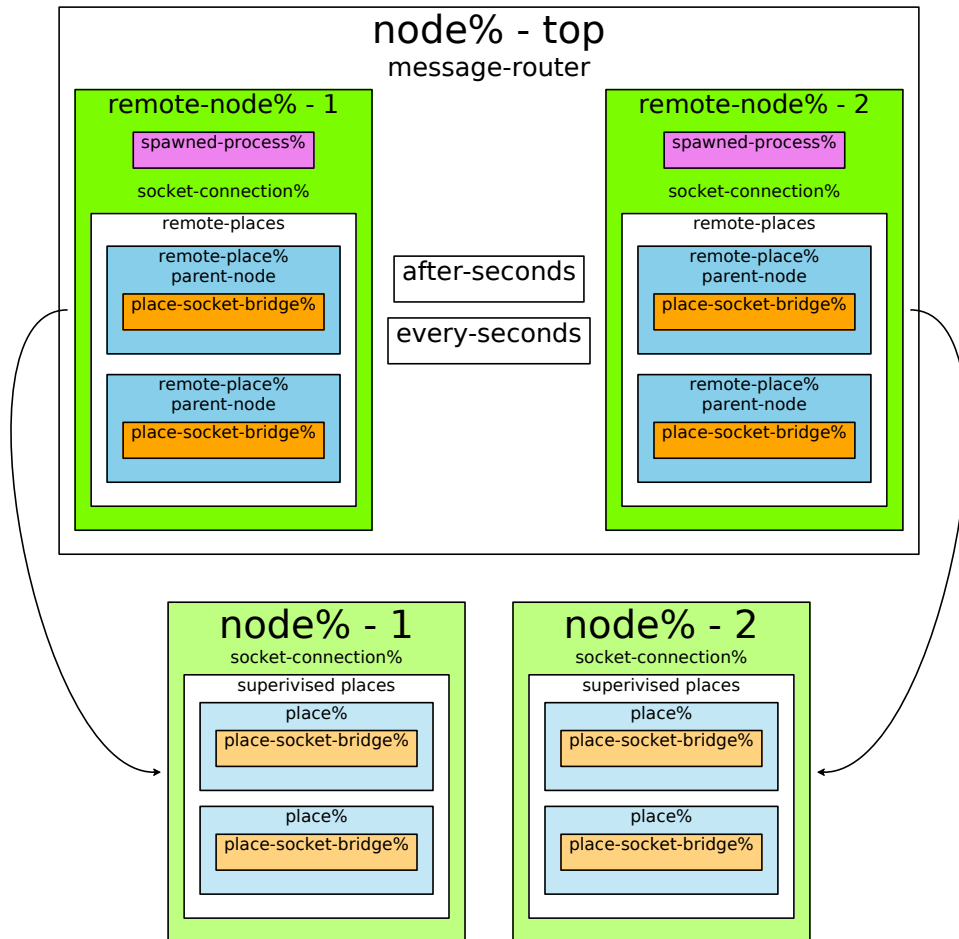 node% - top
message-router
remote-node% - 1
spawned-process%
socket-connection%
remote-places
remote-place%
parent-node
place-socket-bridge%
remote-place%
parent-node
place-socket-bridge%
after-seconds
every-seconds
remote-node% - 2
spawned-process%
socket-connection%
remote-places
remote-place%
parent-node
place-socket-bridge%
remote-place%
parent-node
place-socket-bridge%
node% - 1
socket-connection%
superivised places
place%
place-socket-bridge%
place%
place-socket-bridge%
node% - 2
socket-connection%
superivised places
place%
place-socket-bridge%
place%
place-socket-bridge%